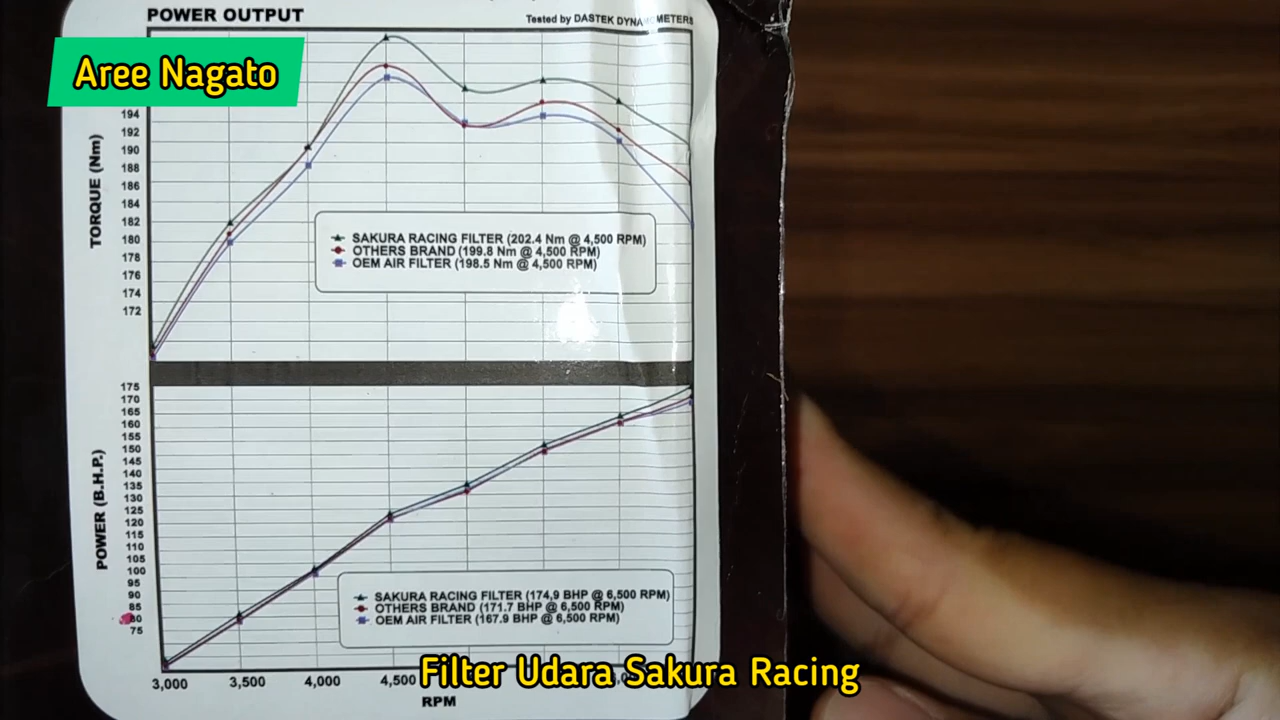 POWER OUTPUT
Tested by DASTEK DYNAMOMETERS
Aree Nagato
TORQUE (Nm)
194
192
190
188
186
184
182
180
178
176
174
172
SAKURA RACING FILTER (202.4 Nm @ 4,500 RPM)
OTHERS BRAND (199.8 Nm @ 4,500 RPM)
OEM AIR FILTER (198.5 Nm @ 4,500 RPM)
POWER (B.H.P.)
175
170
165
160
155
150
145
140
135
130
125
120
115
110
105
100
95
90
85
80
75
SAKURA RACING FILTER (174,9 BHP @ 6,500 RPM)
OTHERS BRAND (171.7 BHP @ 6,500 RPM)
OEM AIR FILTER (167.9 BHP @ 6,500 RPM)
3,000 3,500 4,000 4,500
Filter Udara Sakura Racing
RPM